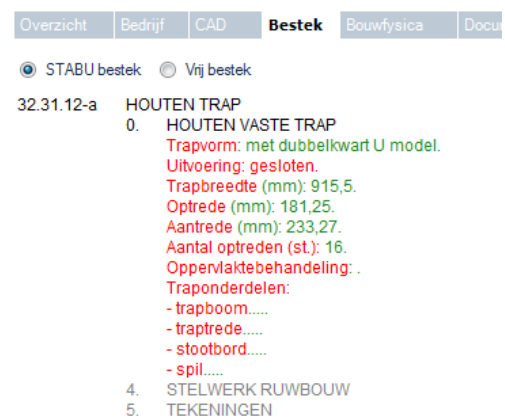 Overzicht Bedrijf CAD Bestek Bouwfysica Docu
STABU bestek Vrij bestek
32.31.12-a HOUTEN TRAP
0. HOUTEN VASTE TRAP
Trapvorm: met dubbelkwart U model.
Uitvoering: gesloten.
Trapbreedte (mm): 915,5.
Optrede (mm): 181,25.
Aantrede (mm): 233,27.
Aantal optreden (st.): 16.
Oppervlaktebehandeling: .
Traponderdelen:
- trapboom.....
- traptrede.....
- stootbord.....
- spil.....
4. STELWERK RUWBOUW
5. TEKENINGEN